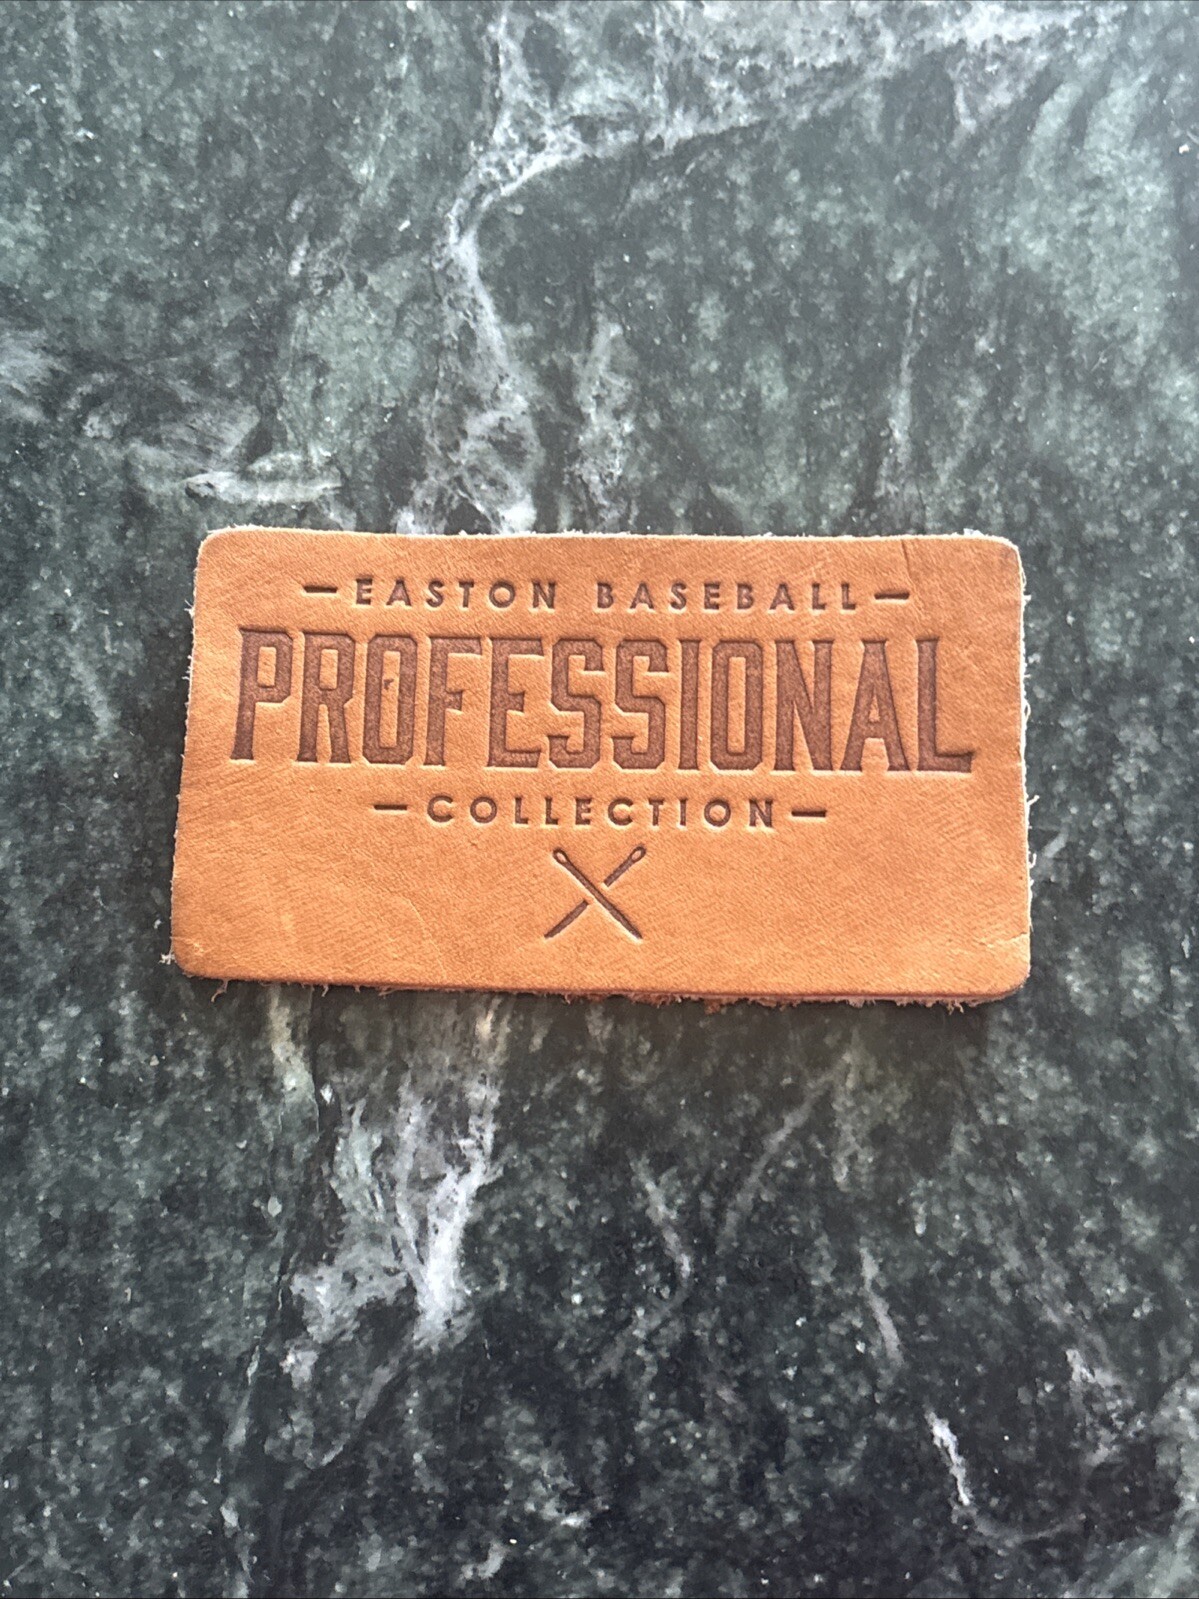 —EASTON BASEBALL—
PROFESSIONAL
—COLLECTION—